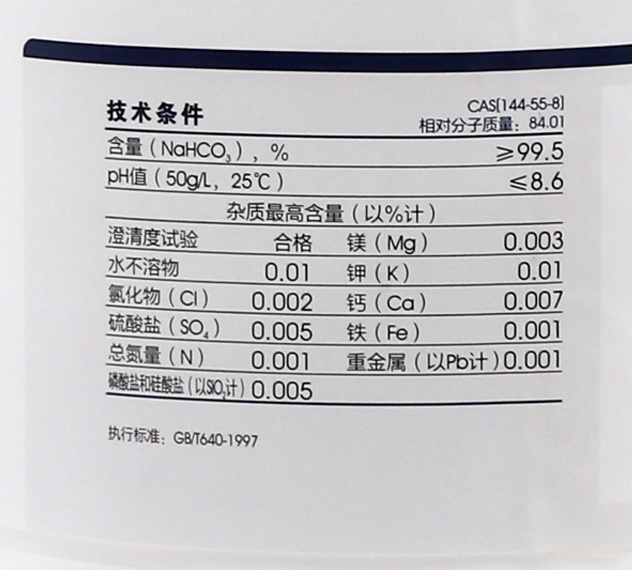 技术条件 CAS[144-55-8]
相对分子质量：84.01
含量（NaHCO₃），% ≥99.5
pH值（50g/L，25℃） ≤8.6
杂质最高含量（以%计）
澄清度试验 合格 镁（Mg） 0.003
水不溶物 0.01 钾（K） 0.01
氯化物（Cl） 0.002 钙（Ca） 0.007
硫酸盐（SO₄） 0.005 铁（Fe） 0.001
总氮量（N） 0.001 重金属（以Pb计）0.001
磷酸盐和硅酸盐（以SiO₂计）0.005
执行标准：GB/T640-1997